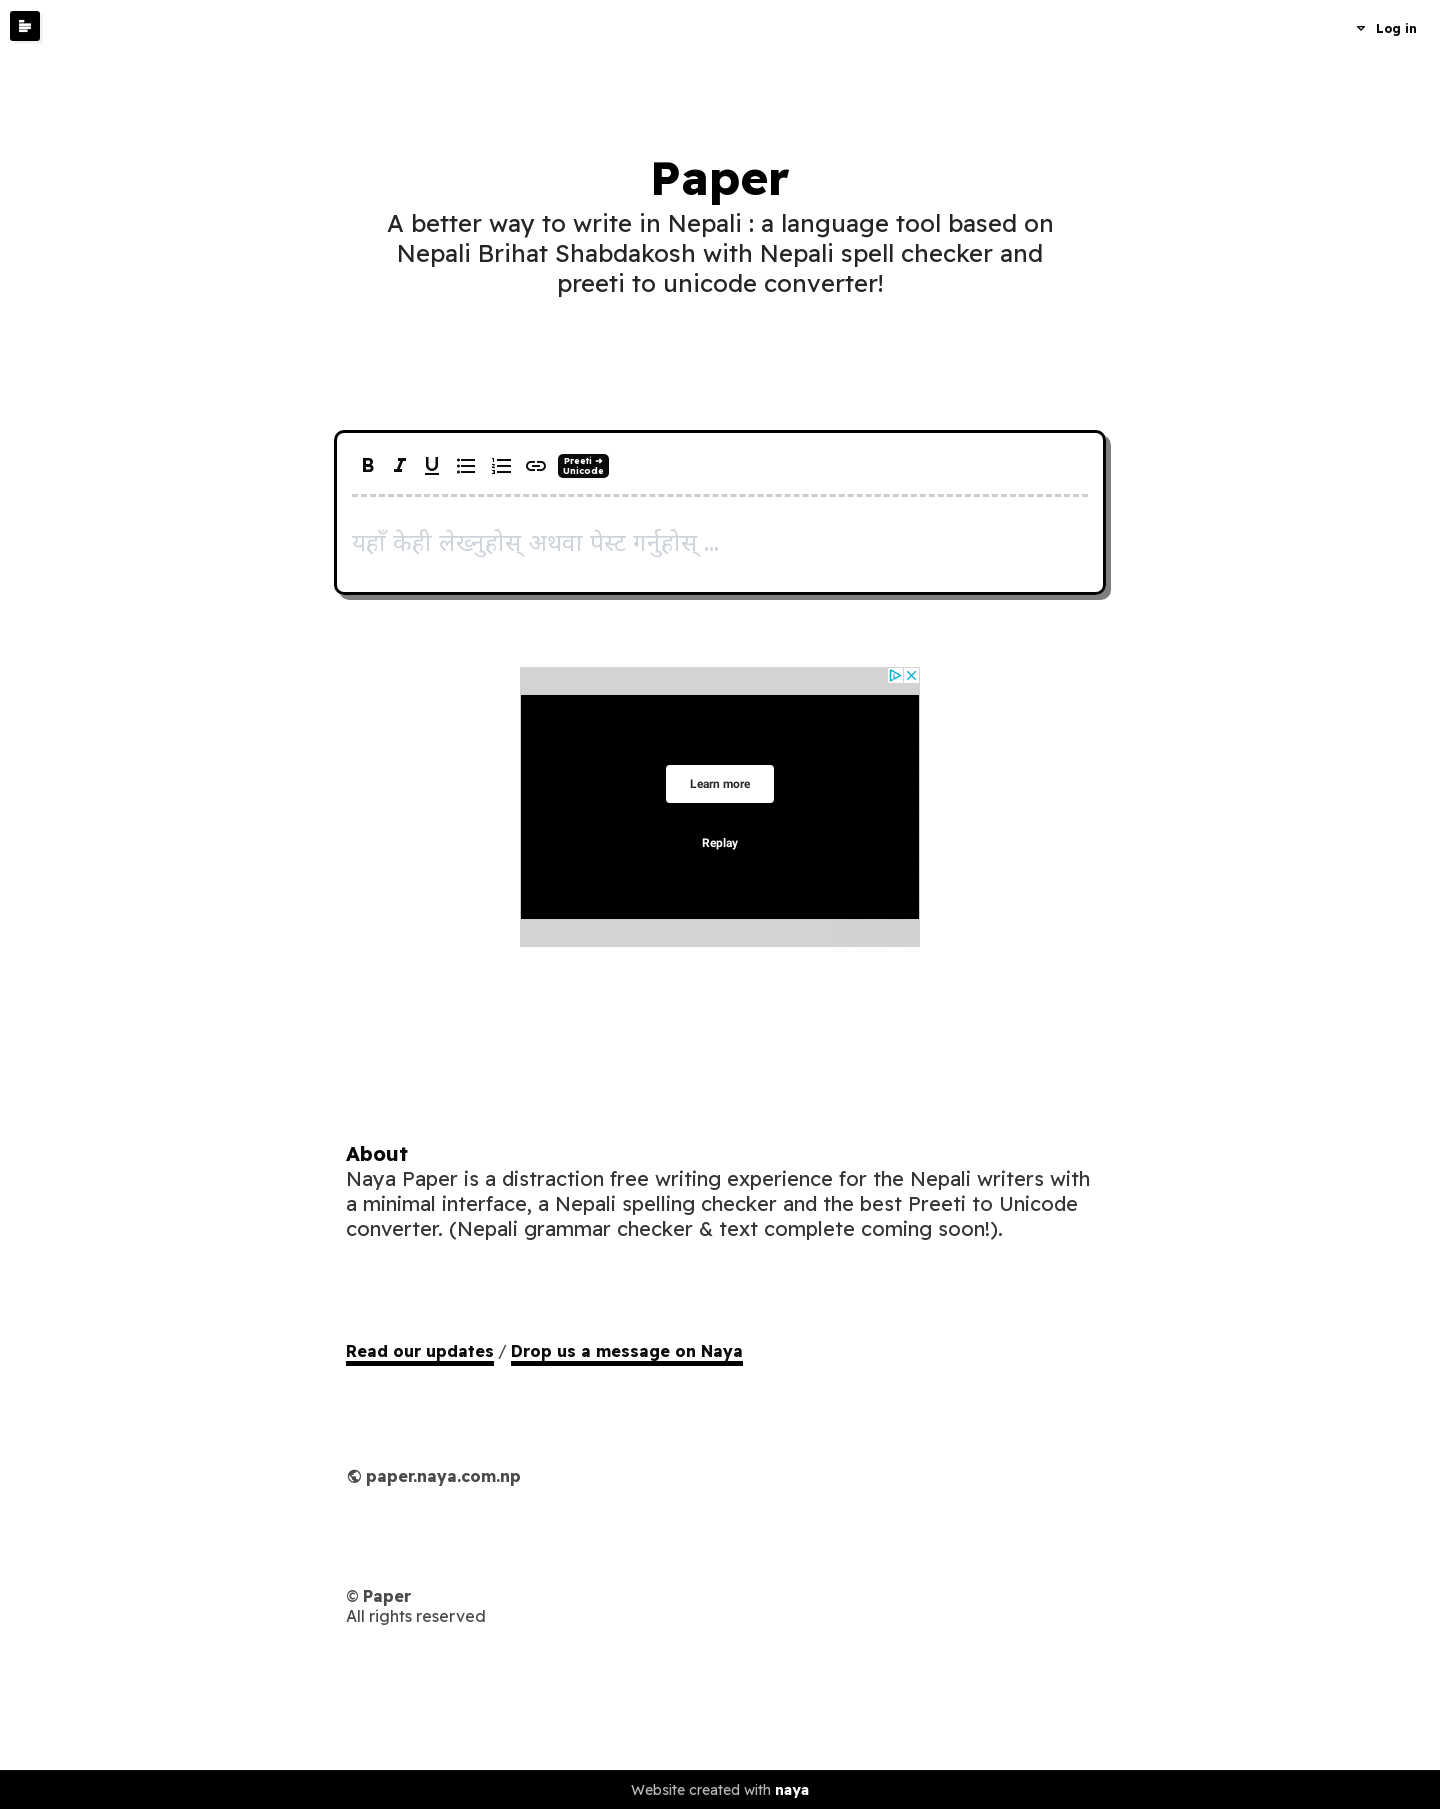 Log in
Paper
A better way to write in Nepali : a language tool based on
Nepali Brihat Shabdakosh with Nepali spell checker and
preeti to unicode converter!
B I U Preeti ➔
Unicode
यहाँ केही लेख्नुहोस् अथवा पेस्ट गर्नुहोस् ...
Learn more
Replay
About
Naya Paper is a distraction free writing experience for the Nepali writers with
a minimal interface, a Nepali spelling checker and the best Preeti to Unicode
converter. (Nepali grammar checker & text complete coming soon!).
Read our updates / Drop us a message on Naya
paper.naya.com.np
© Paper
All rights reserved
Website created with naya